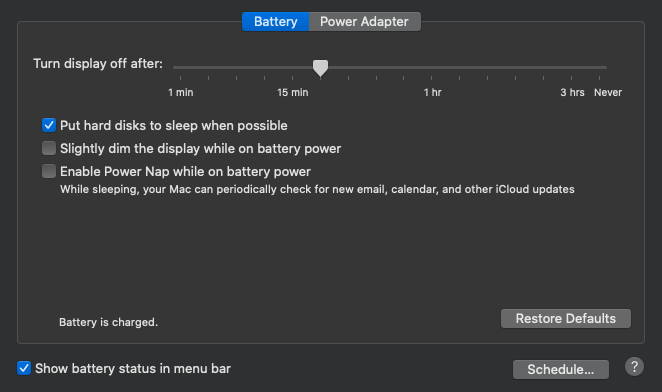 Battery Power Adapter
Turn display off after:
1 min 15 min 1 hr 3 hrs Never
Put hard disks to sleep when possible
Slightly dim the display while on battery power
Enable Power Nap while on battery power
While sleeping, your Mac can periodically check for new email, calendar, and other iCloud updates
Battery is charged. Restore Defaults
Show battery status in menu bar Schedule... ?